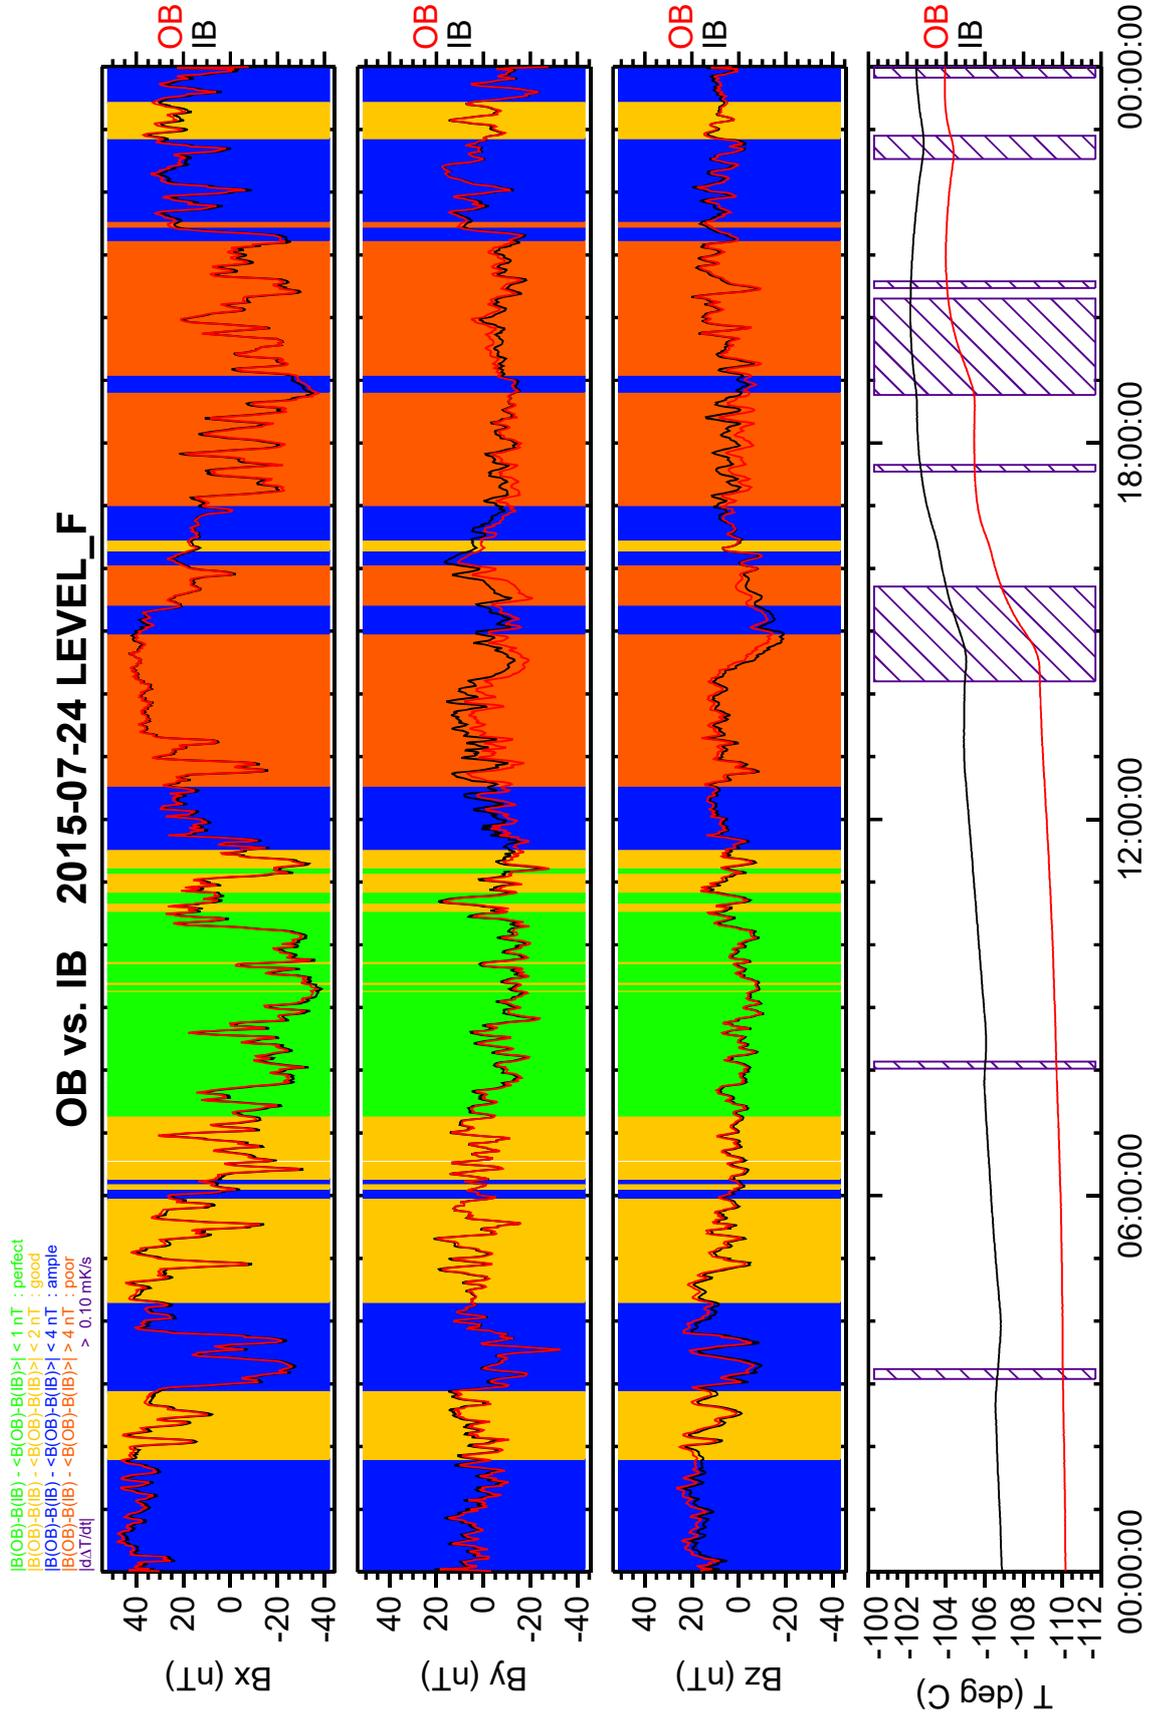 |B(OB)-B(IB) - <B(OB)-B(IB)>| < 1 nT : perfect
|B(OB)-B(IB) - <B(OB)-B(IB)>| < 2 nT : good
|B(OB)-B(IB) - <B(OB)-B(IB)>| < 4 nT : ample
|B(OB)-B(IB) - <B(OB)-B(IB)>| > 4 nT : poor
|dΔT/dt| > 0.10 mK/s
OB vs. IB 2015-07-24 LEVEL_F
Bx (nT)
40
20
0
-20
-40
OB
IB
By (nT)
40
20
0
-20
-40
OB
IB
Bz (nT)
40
20
0
-20
-40
OB
IB
T (deg C)
-100
-102
-104
-106
-108
-110
-112
OB
IB
00:00:00 06:00:00 12:00:00 18:00:00 00:00:00